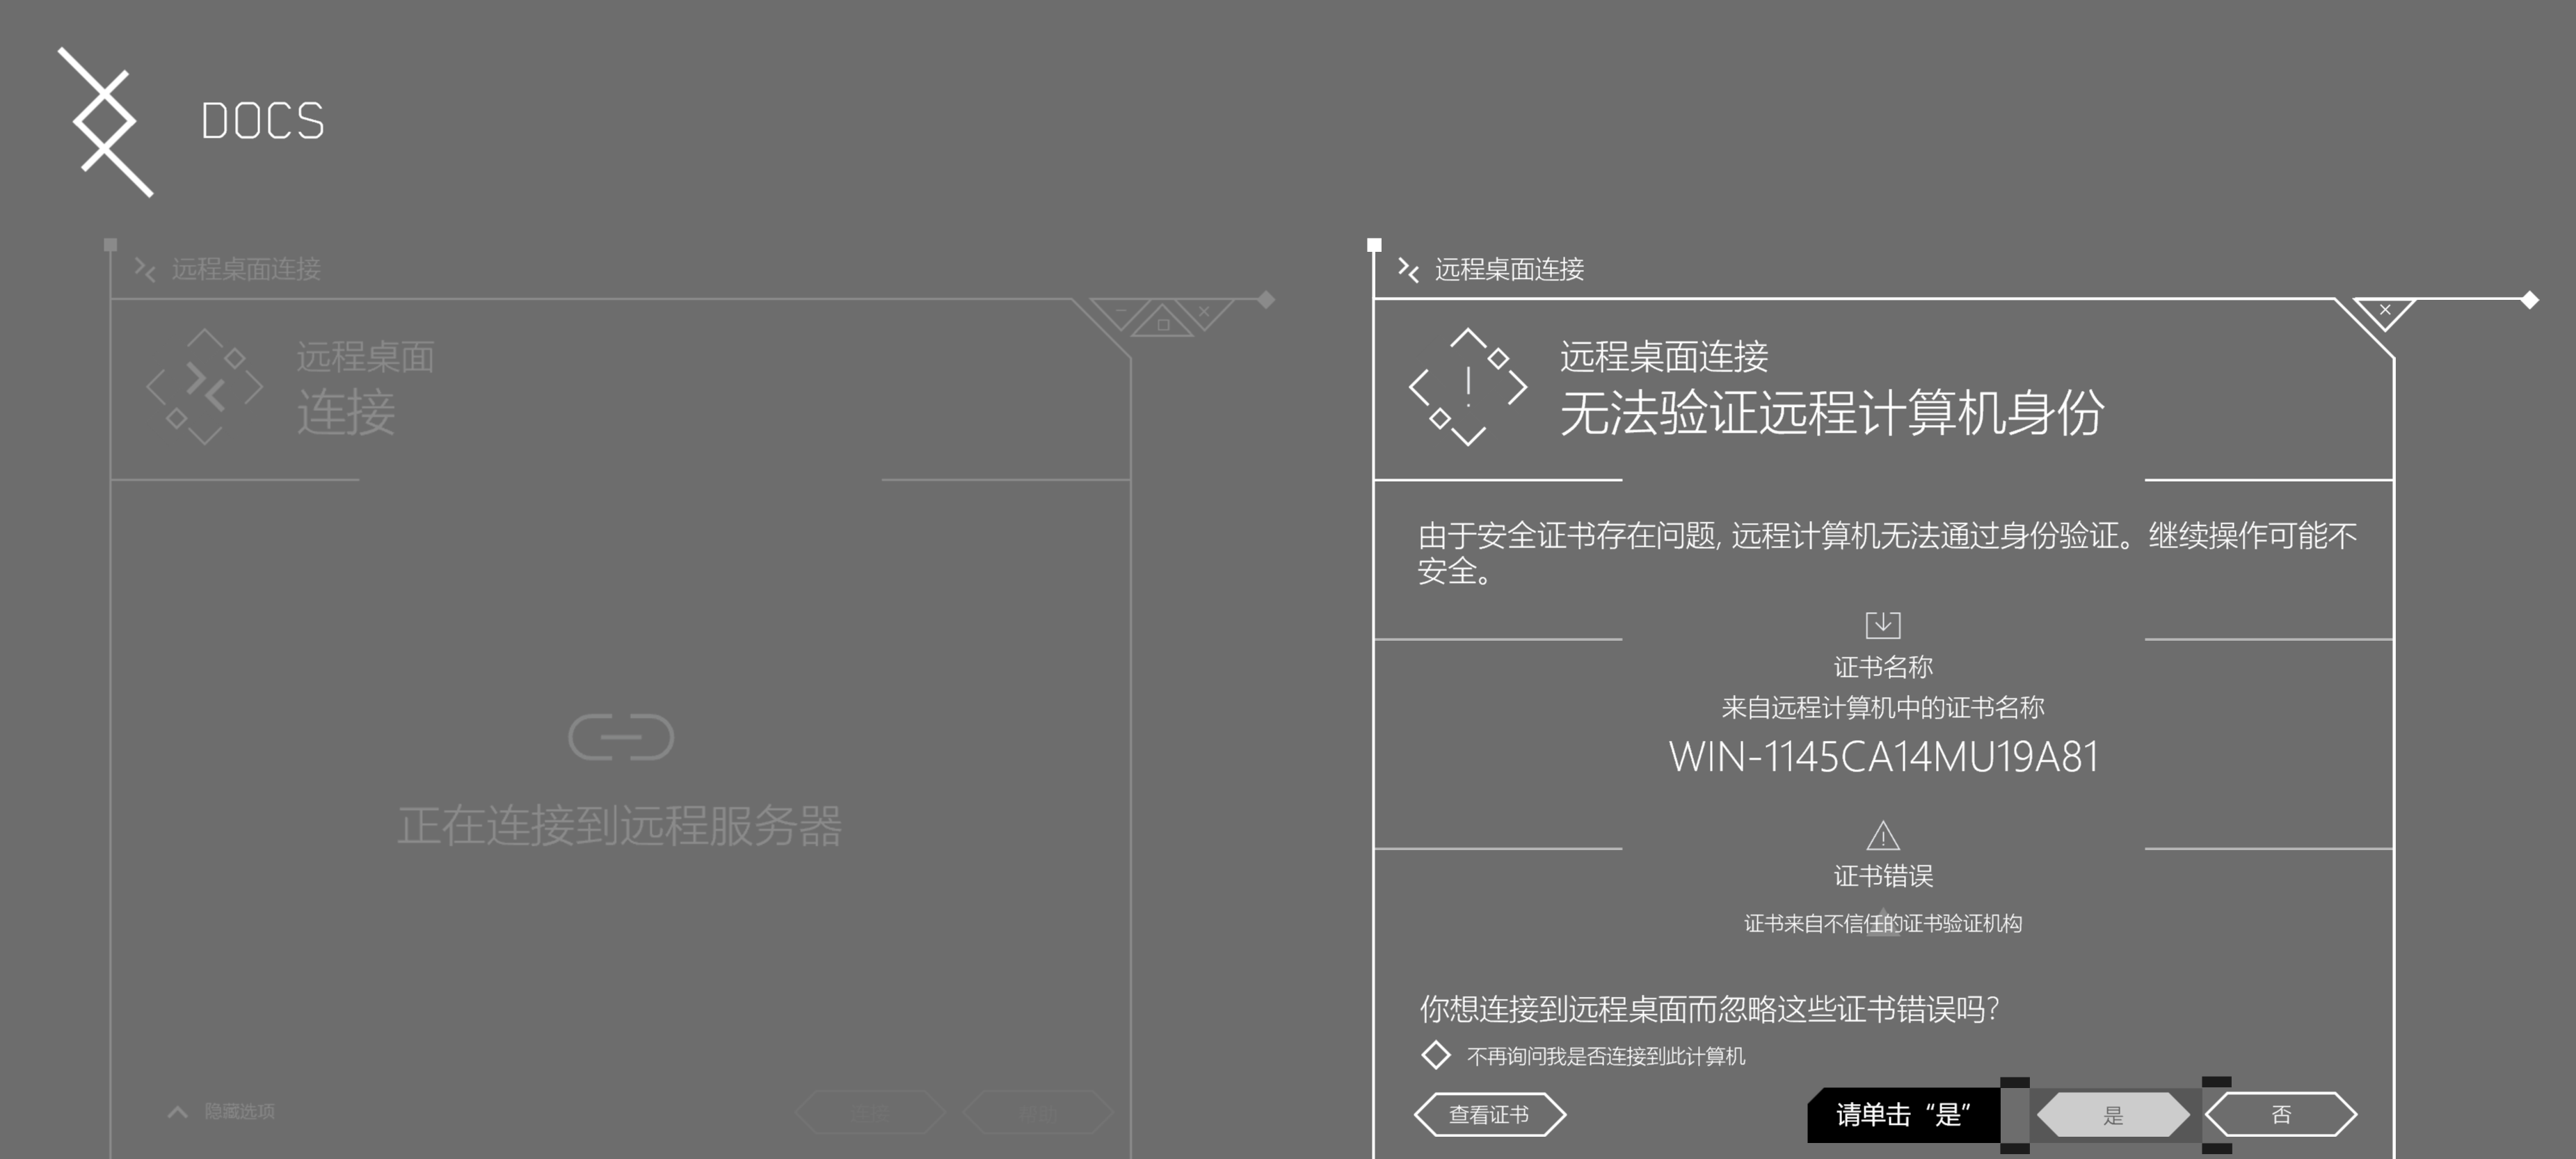 DOCS
远程桌面连接
远程桌面
连接
正在连接到远程服务器
隐藏选项
连接
帮助
远程桌面连接
远程桌面连接
无法验证远程计算机身份
由于安全证书存在问题, 远程计算机无法通过身份验证。 继续操作可能不
安全。
证书名称
来自远程计算机中的证书名称
WIN-1145CA14MU19A81
证书错误
证书来自不信任的证书验证机构
你想连接到远程桌面而忽略这些证书错误吗?
不再询问我是否连接到此计算机
查看证书
请单击“是”
是
否